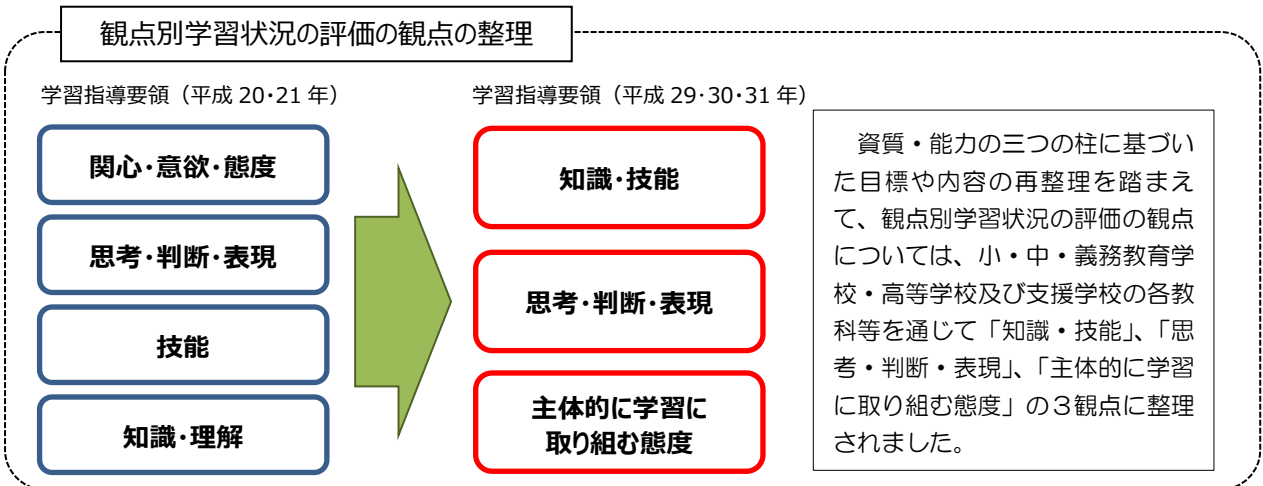 観点別学習状況の評価の観点の整理
学習指導要領（平成 20・21 年）
関心・意欲・態度
思考・判断・表現
技能
知識・理解
学習指導要領（平成 29・30・31 年）
知識・技能
思考・判断・表現
主体的に学習に
取り組む態度
資質・能力の三つの柱に基づい
た目標や内容の再整理を踏まえ
て、観点別学習状況の評価の観点
については、小・中・義務教育学
校・高等学校及び支援学校の各教
科等を通じて「知識・技能」、「思
考・判断・表現」、「主体的に学習
に取り組む態度」の３観点に整理
されました。